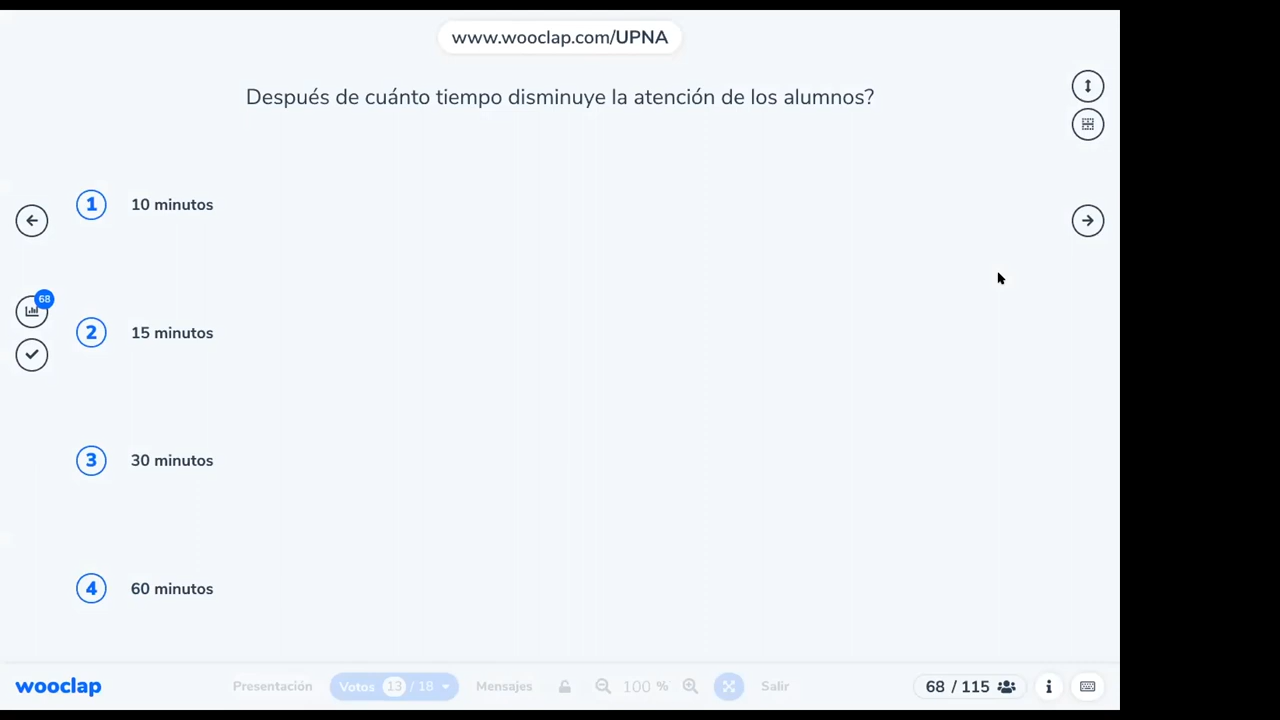 www.wooclap.com/UPNA
Después de cuánto tiempo disminuye la atención de los alumnos?
1 10 minutos
68
2 15 minutos
3 30 minutos
4 60 minutos
wooclap Presentación Votos 13 / 18 Mensajes 100 % Salir 68 / 115 i